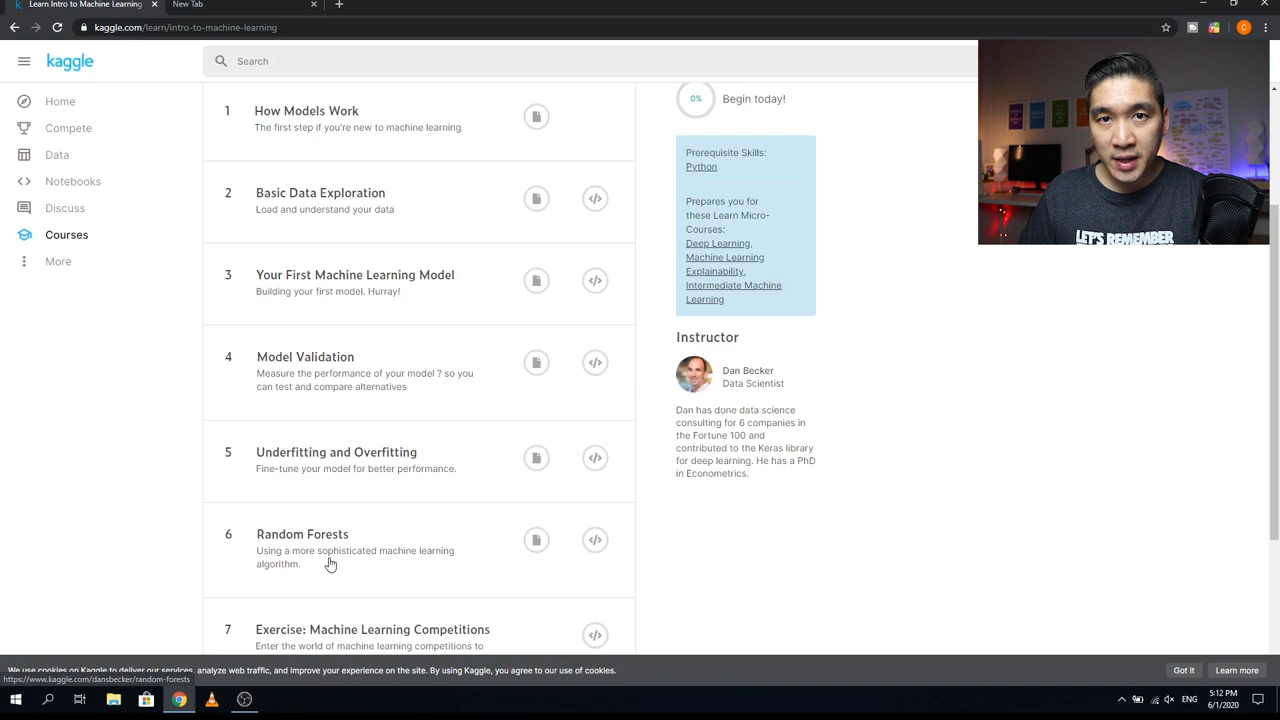 Learn Intro to Machine Learning
New Tab
kaggle.com/learn/intro-to-machine-learning
C
kaggle
Search
Home
Compete
Data
Notebooks
Discuss
Courses
More
1
How Models Work
The first step if you're new to machine learning
2
Basic Data Exploration
Load and understand your data
3
Your First Machine Learning Model
Building your first model. Hurray!
4
Model Validation
Measure the performance of your model ? so you
can test and compare alternatives
5
Underfitting and Overfitting
Fine-tune your model for better performance.
6
Random Forests
Using a more sophisticated machine learning
algorithm.
7
Exercise: Machine Learning Competitions
Enter the world of machine learning competitions to
0%
Begin today!
Prerequisite Skills:
Python
Prepares you for
these Learn Micro-
Courses:
Deep Learning,
Machine Learning
Explainability,
Intermediate Machine
Learning
Instructor
Dan Becker
Data Scientist
Dan has done data science
consulting for 6 companies in
the Fortune 100 and
contributed to the Keras library
for deep learning. He has a PhD
in Econometrics.
LET'S REMEMBER
We use cookies on Kaggle to deliver our services, analyze web traffic, and improve your experience on the site. By using Kaggle, you agree to our use of cookies.
Got it
Learn more
https://www.kaggle.com/dansbecker/random-forests
ENG
5:12 PM
6/1/2020